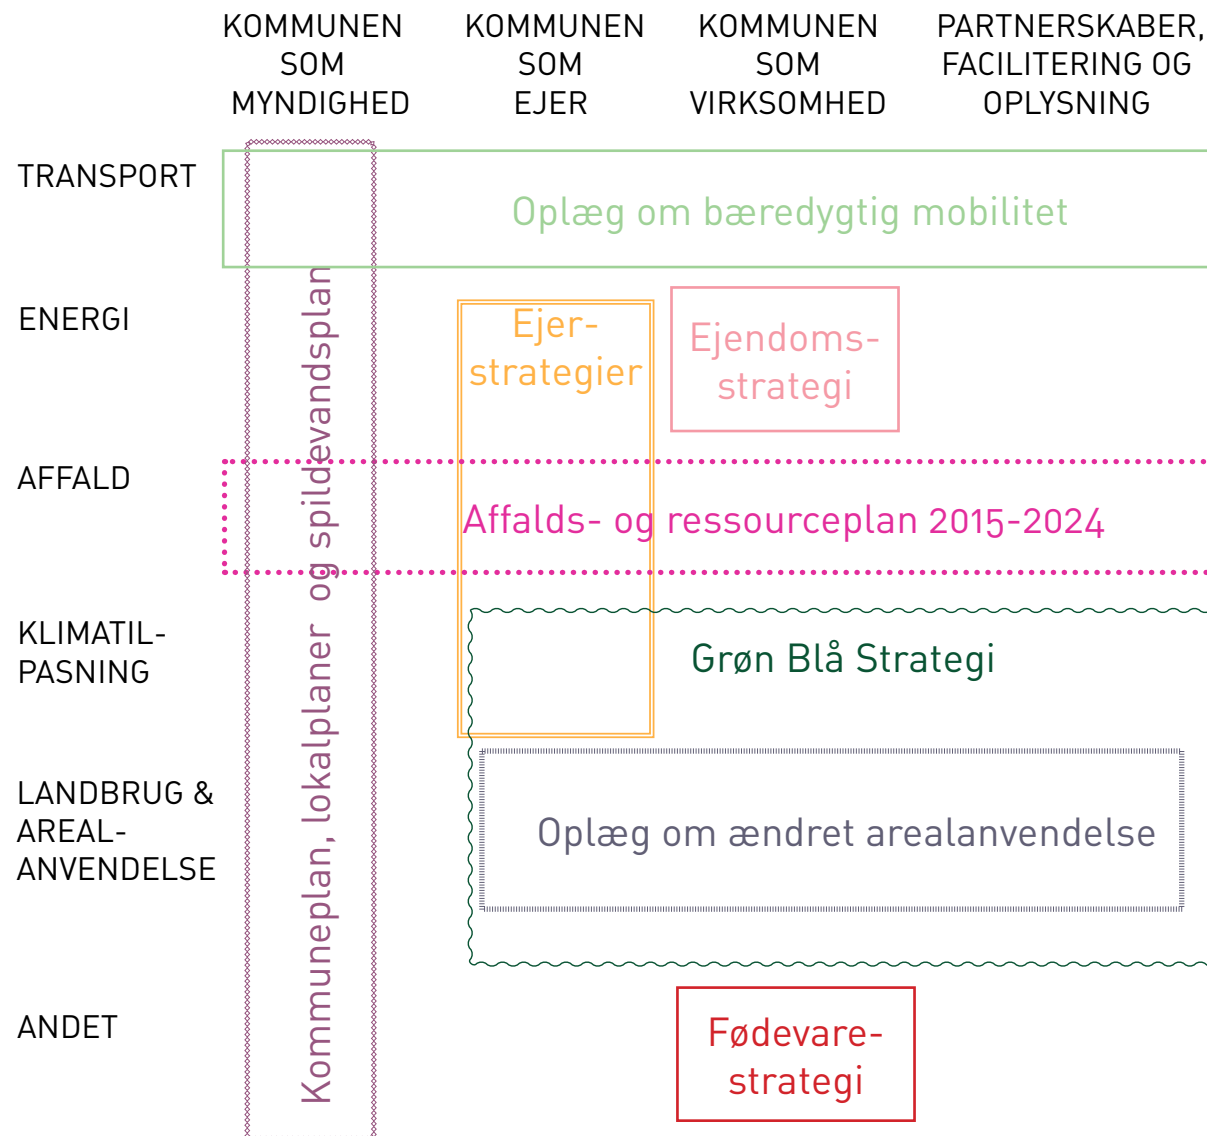 KOMMUNEN
SOM
MYNDIGHED
KOMMUNEN
SOM
EJER
KOMMUNEN
SOM
VIRKSOMHED
PARTNERSKABER,
FACILITERING OG
OPLYSNING
TRANSPORT
Oplæg om bæredygtig mobilitet
Kommuneplan, lokalplaner og spildevandsplan
ENERGI
Ejer-
strategier
Ejendoms-
strategi
AFFALD
Affalds- og ressourceplan 2015-2024
KLIMATIL-
PASNING
Grøn Blå Strategi
LANDBRUG &
AREAL-
ANVENDELSE
Oplæg om ændret arealanvendelse
ANDET
Fødevare-
strategi